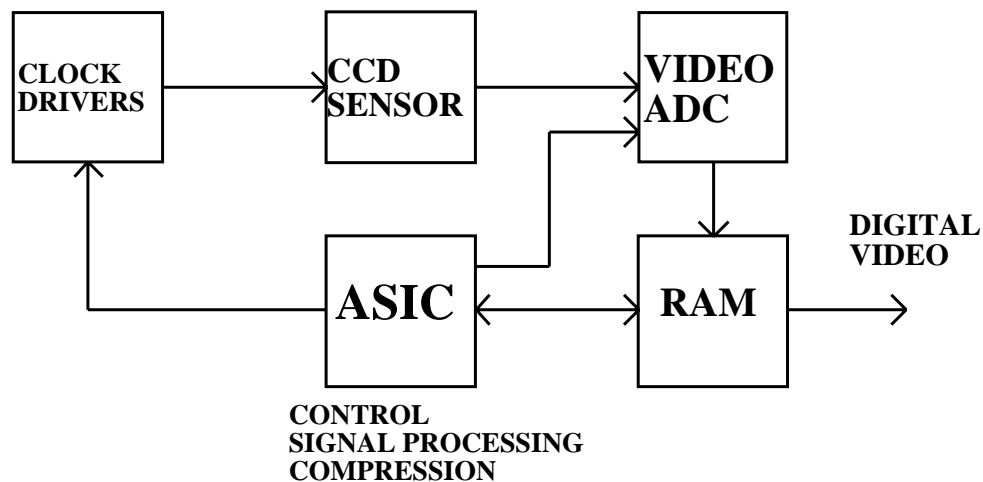 CLOCK
DRIVERS
CCD
SENSOR
VIDEO
ADC
DIGITAL
VIDEO
ASIC
RAM
CONTROL
SIGNAL PROCESSING
COMPRESSION